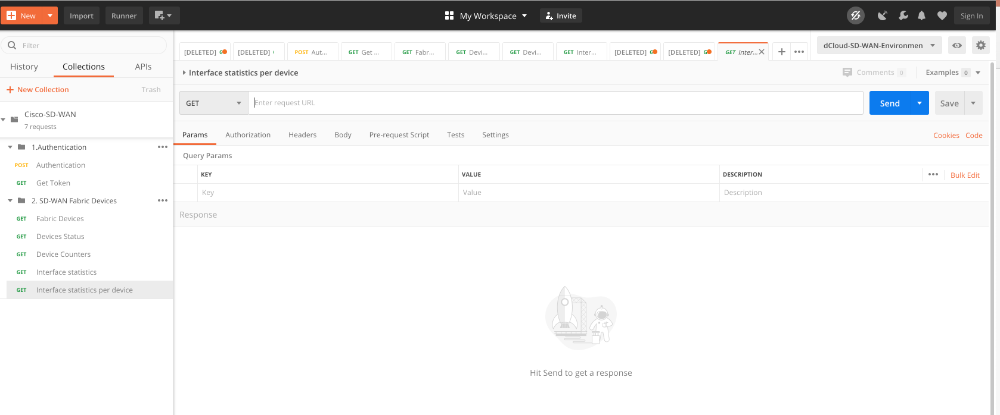 New Import Runner My Workspace Invite Sign In
Filter
History Collections APIs
New Collection Trash
Cisco-SD-WAN
7 requests
1.Authentication
POST Authentication
GET Get Token
2. SD-WAN Fabric Devices
GET Fabric Devices
GET Devices Status
GET Device Counters
GET Interface statistics
GET Interface statistics per device
[DELETED] [DELETED] POST Aut... GET Get ... GET Fabr... GET Devi... GET Devi... GET Inter... [DELETED] [DELETED] GET Inter...
dCloud-SD-WAN-Environmen
Interface statistics per device Comments 0 Examples 0
GET Enter request URL Send Save
Params Authorization Headers Body Pre-request Script Tests Settings Cookies Code
Query Params
KEY VALUE DESCRIPTION Bulk Edit
Key Value Description
Response
Hit Send to get a response